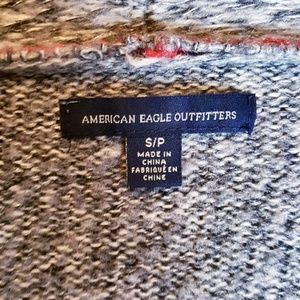 AMERICAN EAGLE OUTFITTERS
S/P
MADE IN
CHINA
FABRIQUÉ EN
CHINE